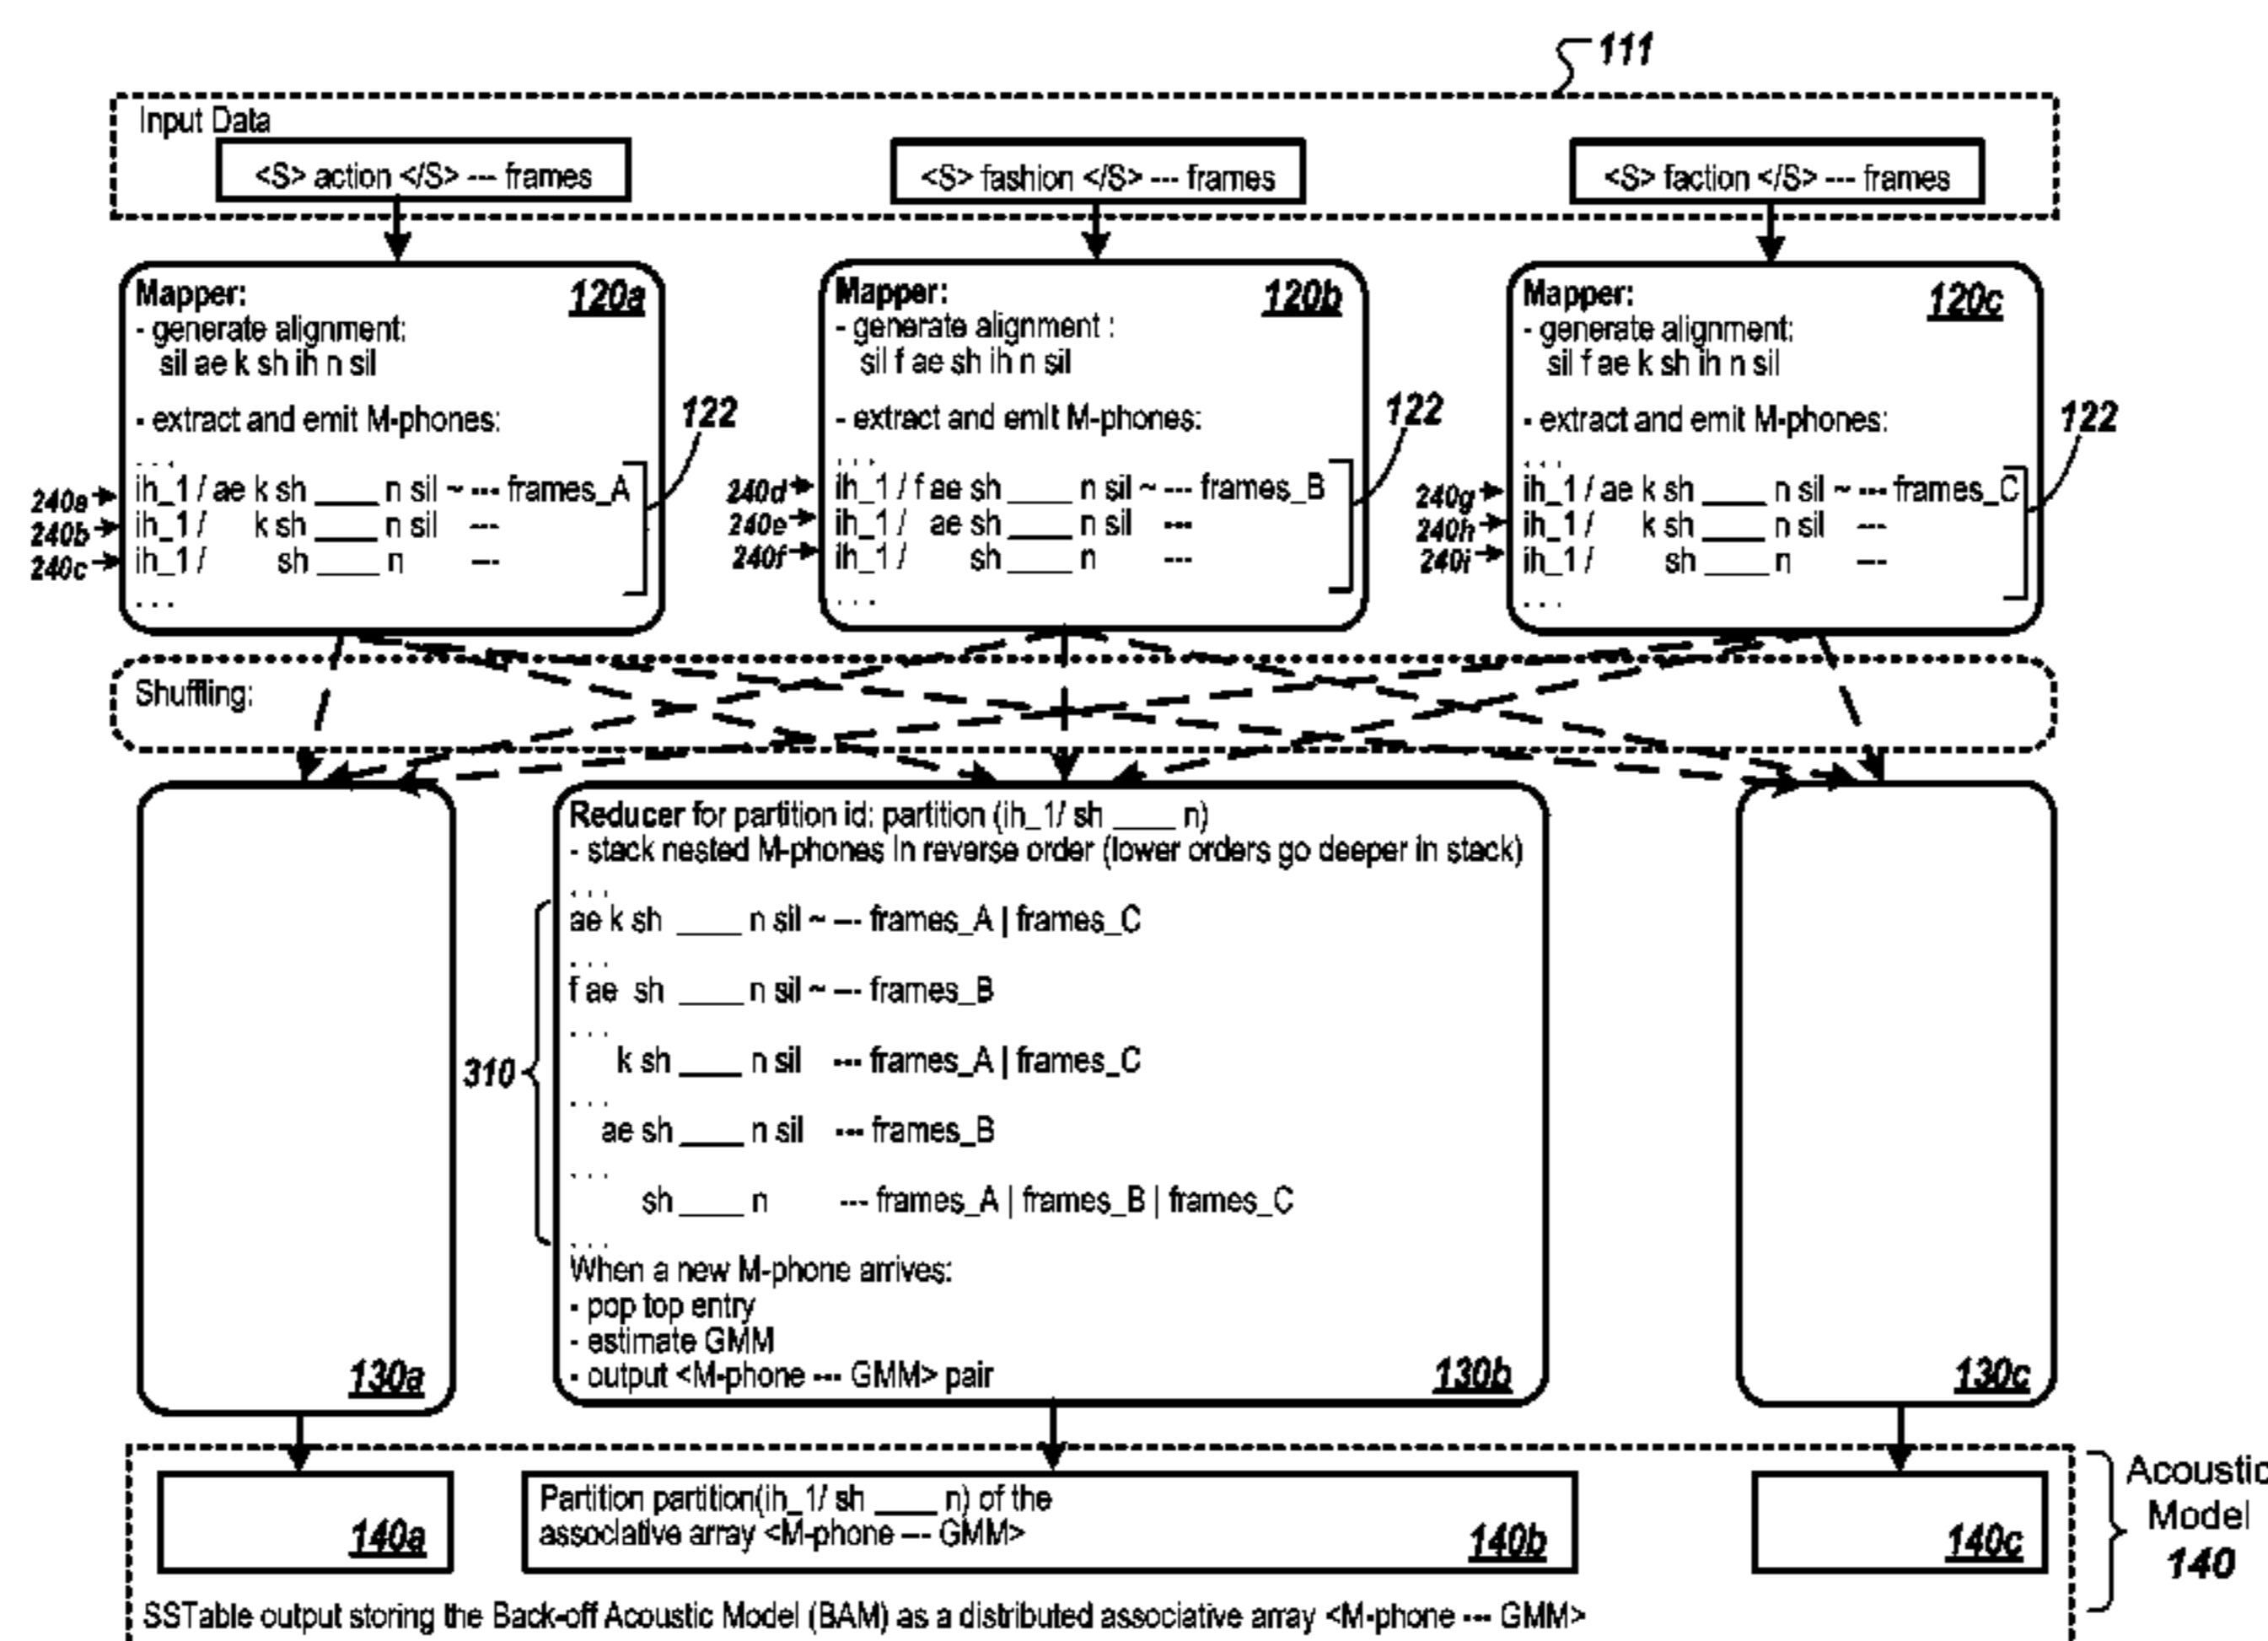 111
Input Data
<S> action </S> --- frames
<S> fashion </S> --- frames
<S> faction </S> --- frames
Mapper: 120a
- generate alignment:
sil ae k sh ih n sil
- extract and emit M-phones:
122
. . .
240a ih_1 / ae k sh ____ n sil ~ --- frames_A
240b ih_1 / k sh ____ n sil ---
240c ih_1 / sh ____ n ---
. . .
Mapper: 120b
- generate alignment :
sil f ae sh ih n sil
- extract and emit M-phones:
122
. . .
240d ih_1 / f ae sh ____ n sil ~ --- frames_B
240e ih_1 / ae sh ____ n sil ---
240f ih_1 / sh ____ n ---
. . .
Mapper: 120c
- generate alignment:
sil f ae k sh ih n sil
- extract and emit M-phones:
122
. . .
240g ih_1 / ae k sh ____ n sil ~ --- frames_C
240h ih_1 / k sh ____ n sil ---
240i ih_1 / sh ____ n ---
. . .
Shuffling:
130a
Reducer for partition id: partition (ih_1/ sh ____ n)
- stack nested M-phones in reverse order (lower orders go deeper in stack)
. . .
ae k sh ____ n sil ~ --- frames_A | frames_C
. . .
f ae sh ____ n sil ~ --- frames_B
. . .
310 k sh ____ n sil --- frames_A | frames_C
. . .
ae sh ____ n sil --- frames_B
. . .
sh ____ n --- frames_A | frames_B | frames_C
. . .
When a new M-phone arrives:
- pop top entry
- estimate GMM
- output <M-phone --- GMM> pair
130b
130c
140a
Partition partition(ih_1/ sh ____ n) of the
associative array <M-phone --- GMM>
140b
140c
Acoustic
Model
140
SSTable output storing the Back-off Acoustic Model (BAM) as a distributed associative array <M-phone --- GMM>